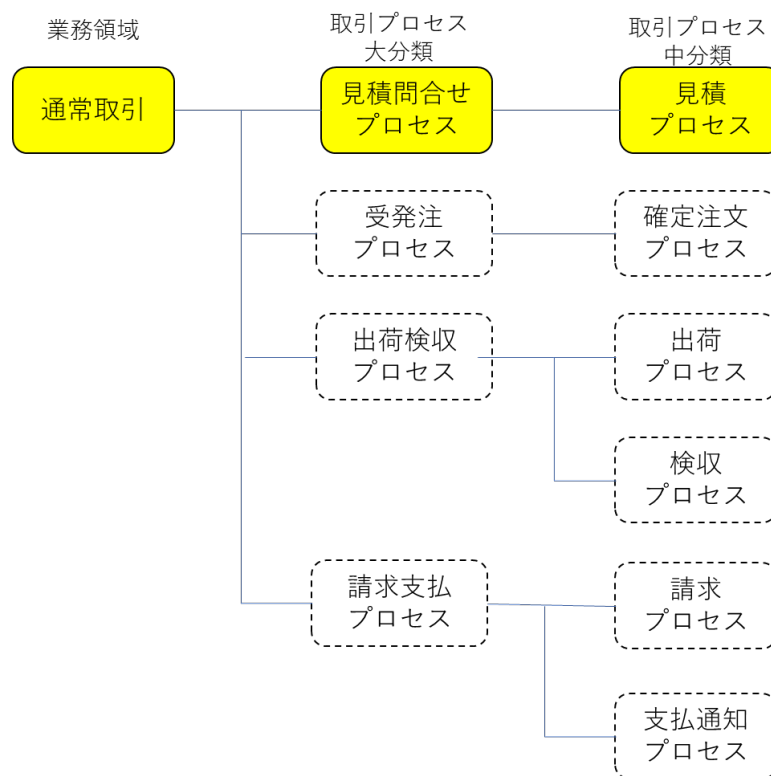 業務領域
取引プロセス
大分類
取引プロセス
中分類
通常取引
見積問合せ
プロセス
見積
プロセス
受発注
プロセス
確定注文
プロセス
出荷検収
プロセス
出荷
プロセス
検収
プロセス
請求支払
プロセス
請求
プロセス
支払通知
プロセス